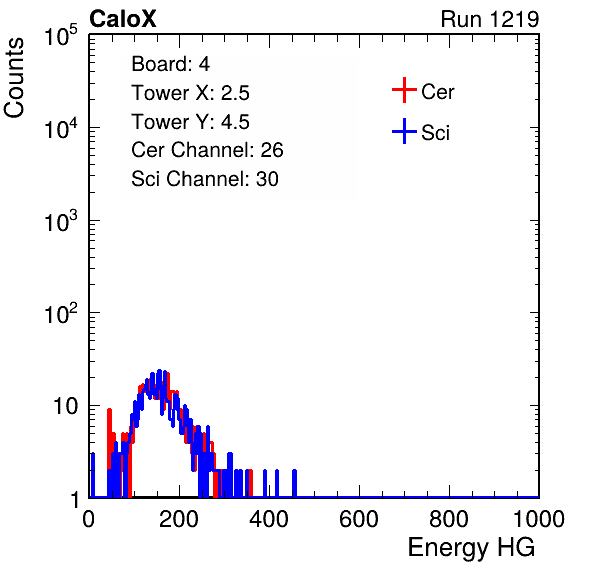 CaloX Run 1219
Counts
10^5
10^4
10^3
10^2
10
1
Board: 4
Tower X: 2.5
Tower Y: 4.5
Cer Channel: 26
Sci Channel: 30
Cer
Sci
0 200 400 600 800 1000
Energy HG